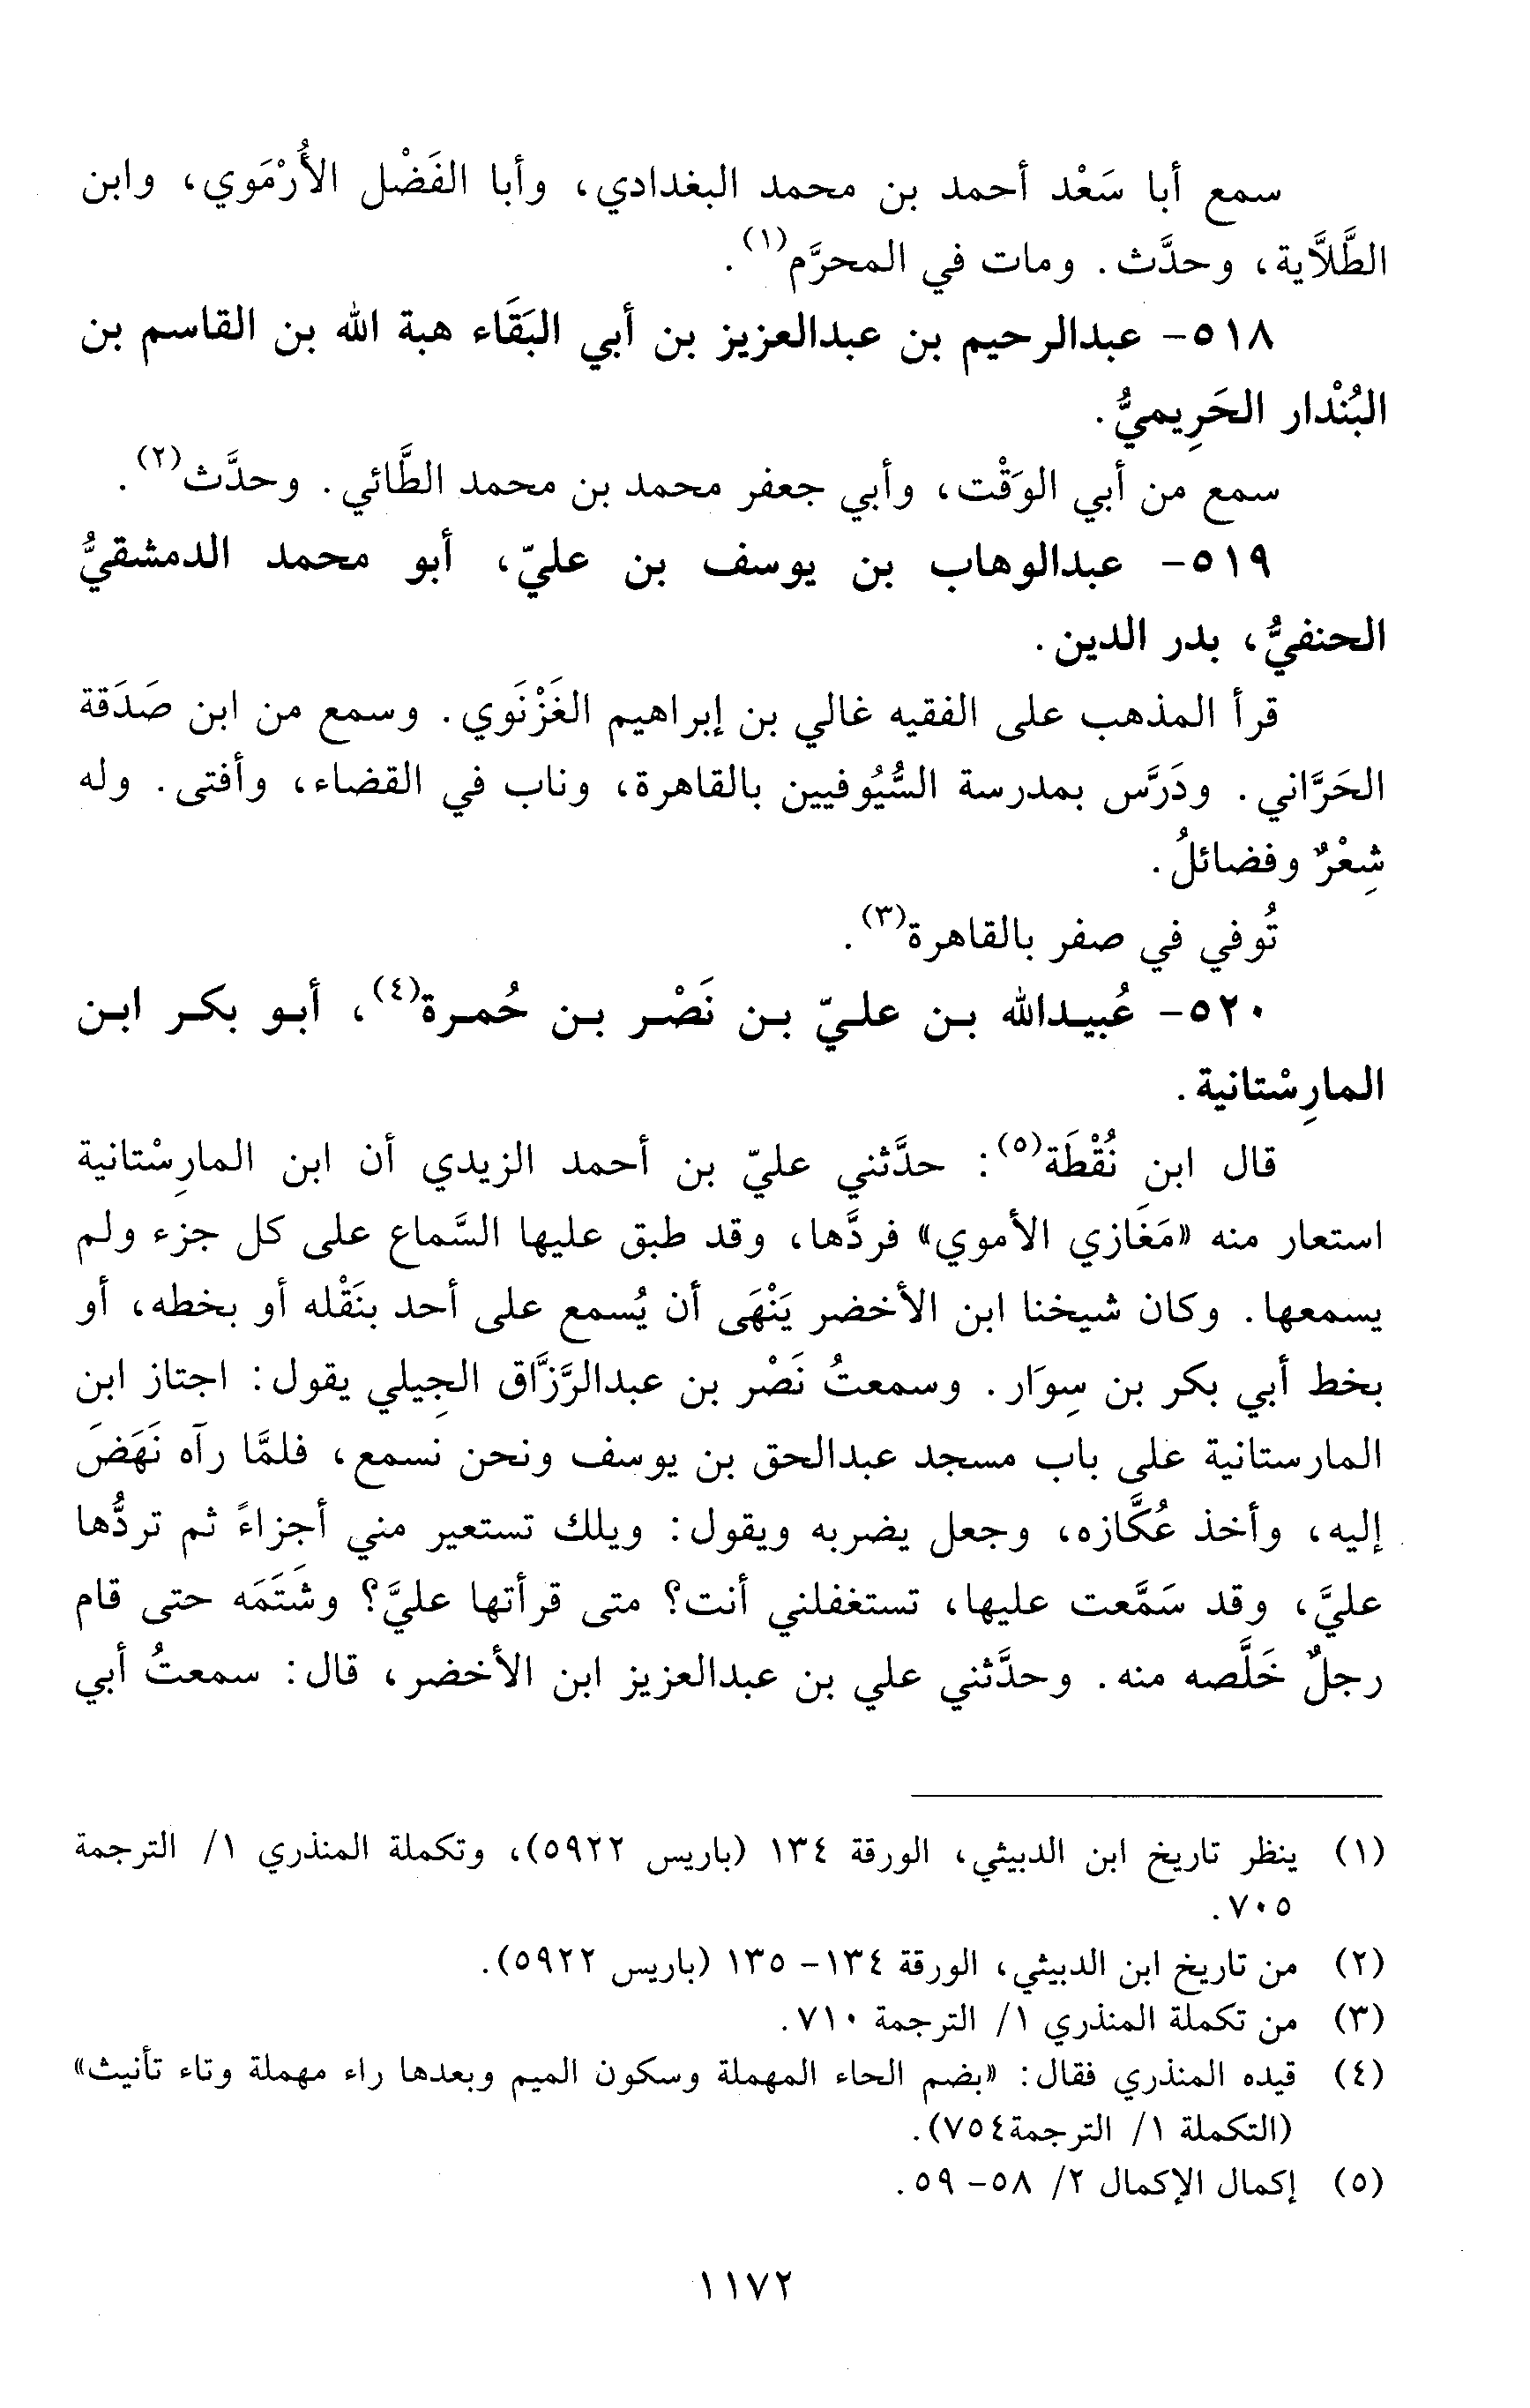 سمع أبا سَعْد أحمد بن محمد البغدادي، وأبا الفَضْل الأُرْمَوي، وابن
الطَّلَّاية، وحدَّث. ومات في المحرَّم(١).
٥١٨- عبدالرحيم بن عبدالعزيز بن أبي البَقَاء هبة الله بن القاسم بن
البُنْدار الحَرِيميُّ.
سمع من أبي الوَقْت، وأبي جعفر محمد بن محمد الطَّائي. وحدَّث(٢).
٥١٩- عبدالوهاب بن يوسف بن عليّ، أبو محمد الدمشقيُّ
الحنفيُّ، بدر الدين.
قرأ المذهب على الفقيه غالي بن إبراهيم الغَزْنَوي. وسمع من ابن صَدَقة
الحَرَّاني. ودَرَّس بمدرسة السُّيُوفيين بالقاهرة، وناب في القضاء، وأفتى. وله
شِعْرٌ وفضائلُ.
تُوفي في صفر بالقاهرة(٣).
٥٢٠- عُبيدالله بن عليّ بن نَصْر بن حُمرة(٤)، أبو بكر ابن
المارِسْتانية.
قال ابن نُقْطَة(٥): حدَّثني عليّ بن أحمد الزيدي أن ابن المارِسْتانية
استعار منه «مَغَازي الأموي» فردَّها، وقد طبق عليها السَّماع على كل جزء ولم
يسمعها. وكان شيخنا ابن الأخضر يَنْهَى أن يُسمع على أحد بنَقْله أو بخطه، أو
بخط أبي بكر بن سِوَار. وسمعتُ نَصْر بن عبدالرَّزَّاق الجِيلي يقول: اجتاز ابن
المارستانية على باب مسجد عبدالحق بن يوسف ونحن نسمع، فلمَّا رآه نَهَضَ
إليه، وأخذ عُكَّازه، وجعل يضربه ويقول: ويلك تستعير مني أجزاءً ثم تردُّها
عليَّ، وقد سَمَّعت عليها، تستغفلني أنت؟ متى قرأتها عليَّ؟ وشَتَمَه حتى قام
رجلٌ خَلَّصه منه. وحدَّثني علي بن عبدالعزيز ابن الأخضر، قال: سمعتُ أبي
(١) ينظر تاريخ ابن الدبيثي، الورقة ١٣٤ (باريس ٥٩٢٢)، وتكملة المنذري ١/ الترجمة
٧٠٥.
(٢) من تاريخ ابن الدبيثي، الورقة ١٣٤- ١٣٥ (باريس ٥٩٢٢).
(٣) من تكملة المنذري ١/ الترجمة ٧١٠.
(٤) قيده المنذري فقال: «بضم الحاء المهملة وسكون الميم وبعدها راء مهملة وتاء تأنيث»
(التكملة ١/ الترجمة٧٥٤).
(٥) إكمال الإكمال ٢/ ٥٨- ٥٩.
١١٧٢